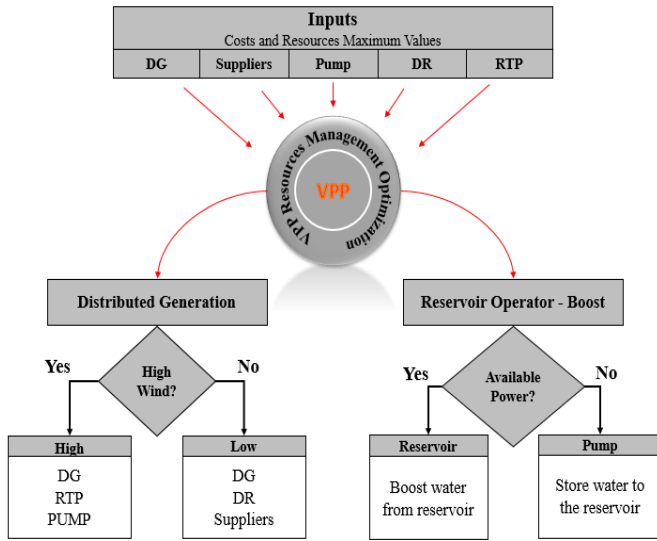 Inputs
Costs and Resources Maximum Values
DG Suppliers Pump DR RTP
VPP Resources Management Optimization
VPP
Distributed Generation
Reservoir Operator - Boost
High
Wind?
Yes
No
Available
Power?
Yes
No
High
DG
RTP
PUMP
Low
DG
DR
Suppliers
Reservoir
Boost water
from reservoir
Pump
Store water to
the reservoir